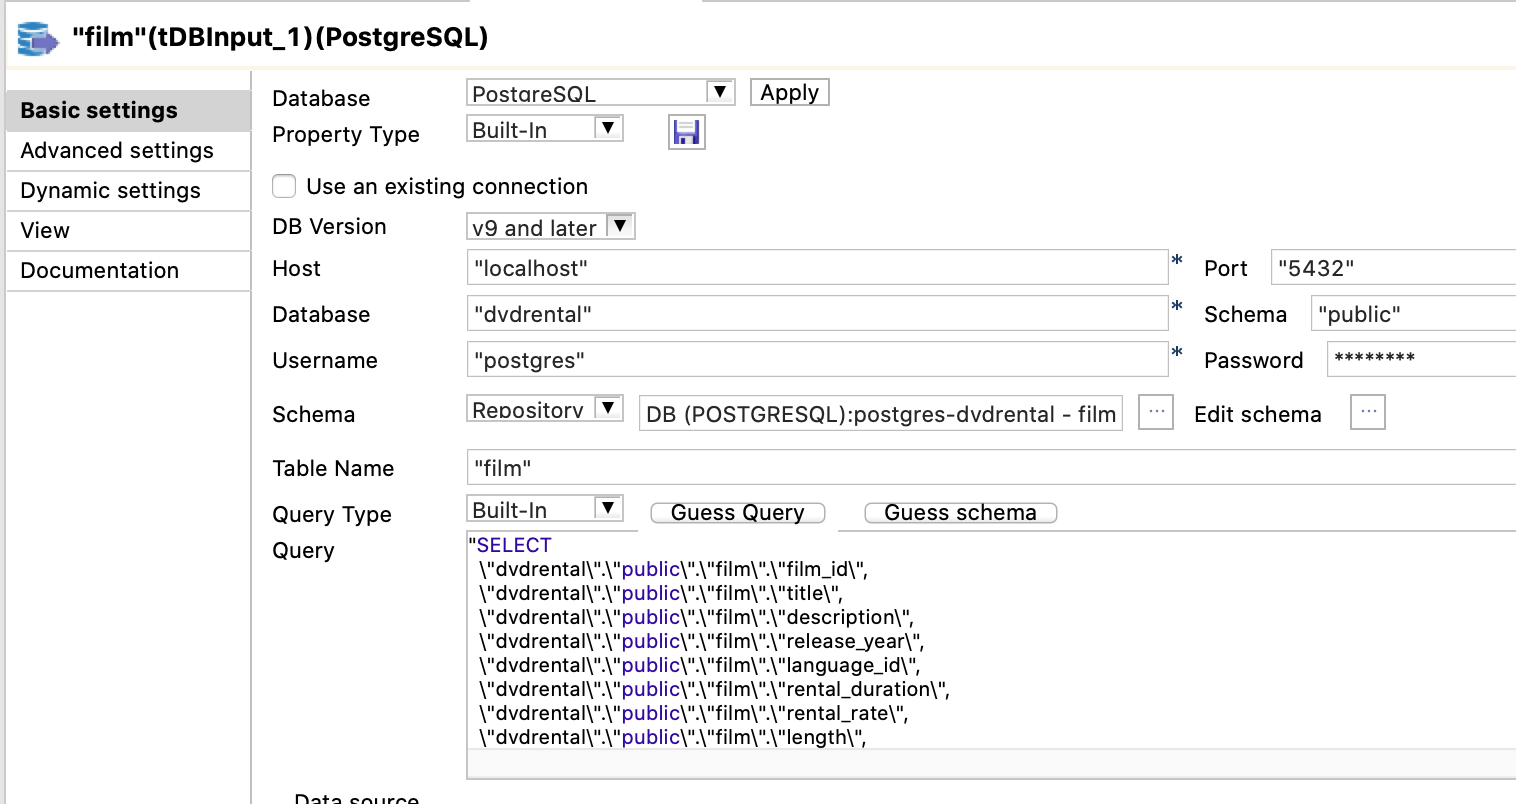 "film"(tDBInput_1)(PostgreSQL)
Basic settings
Advanced settings
Dynamic settings
View
Documentation
Database PostgreSQL Apply
Property Type Built-In
Use an existing connection
DB Version v9 and later
Host "localhost" * Port "5432"
Database "dvdrental" * Schema "public"
Username "postgres" * Password ********
Schema Repository DB (POSTGRESQL):postgres-dvdrental - film ... Edit schema ...
Table Name "film"
Query Type Built-In Guess Query Guess schema
Query "SELECT
\"dvdrental\".\"public\".\"film\".\"film_id\",
\"dvdrental\".\"public\".\"film\".\"title\",
\"dvdrental\".\"public\".\"film\".\"description\",
\"dvdrental\".\"public\".\"film\".\"release_year\",
\"dvdrental\".\"public\".\"film\".\"language_id\",
\"dvdrental\".\"public\".\"film\".\"rental_duration\",
\"dvdrental\".\"public\".\"film\".\"rental_rate\",
\"dvdrental\".\"public\".\"film\".\"length\",
Data source